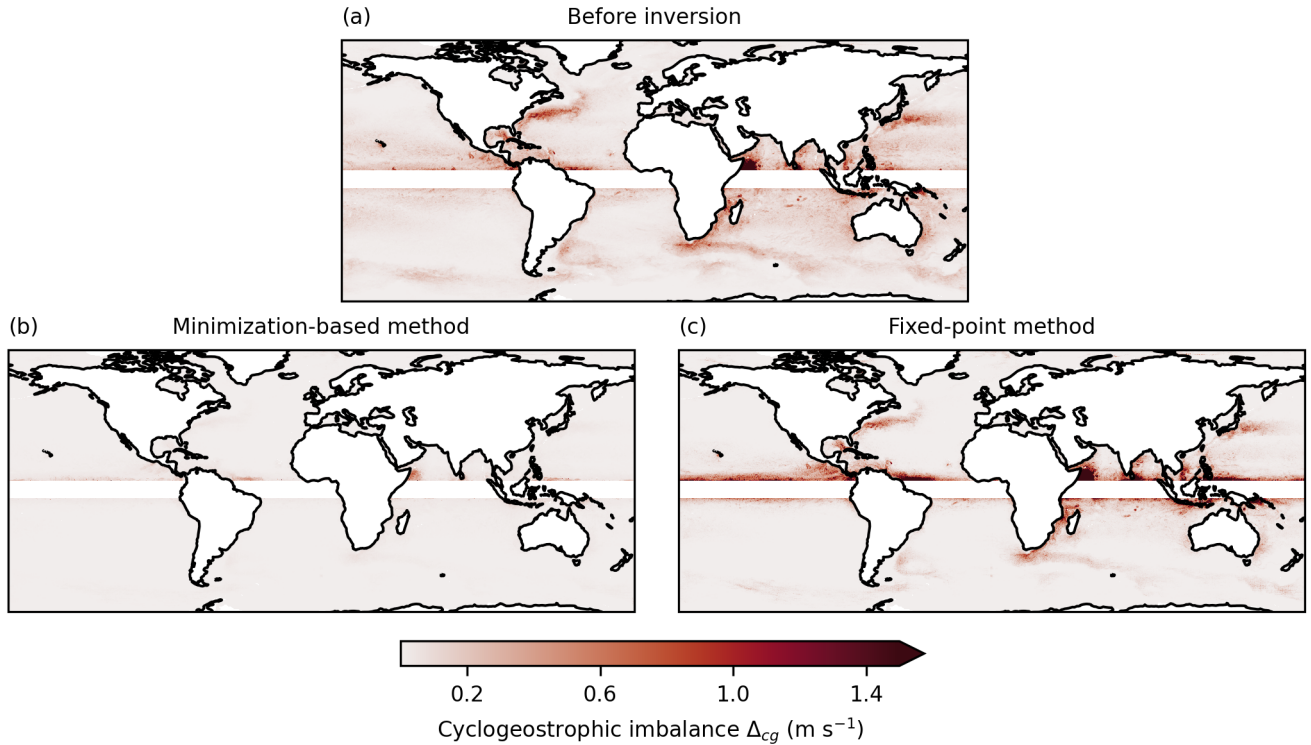 (a) Before inversion
(b) Minimization-based method
(c) Fixed-point method
0.2 0.6 1.0 1.4
Cyclogeostrophic imbalance Δ_cg (m s⁻¹)